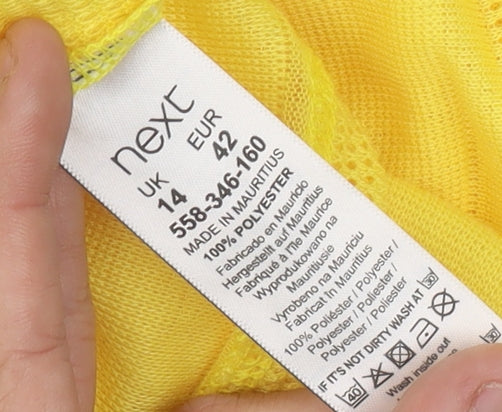 next
UK EUR
14 42
558-346-160
MADE IN MAURITIUS
100% POLYESTER
Fabricado en Mauricio
Hergestellt auf Mauritius
Fabriqué à l'Ile Maurice
Wyprodukowano na
Mauritiusie
Vyrobeno na Mauriciu
Fabricat în Mauritius
100% Poliéster / Polyester /
Polyester / Poliester /
Polyester / Poliester
IF IT'S NOT DIRTY WASH AT 30
40
Wash inside out